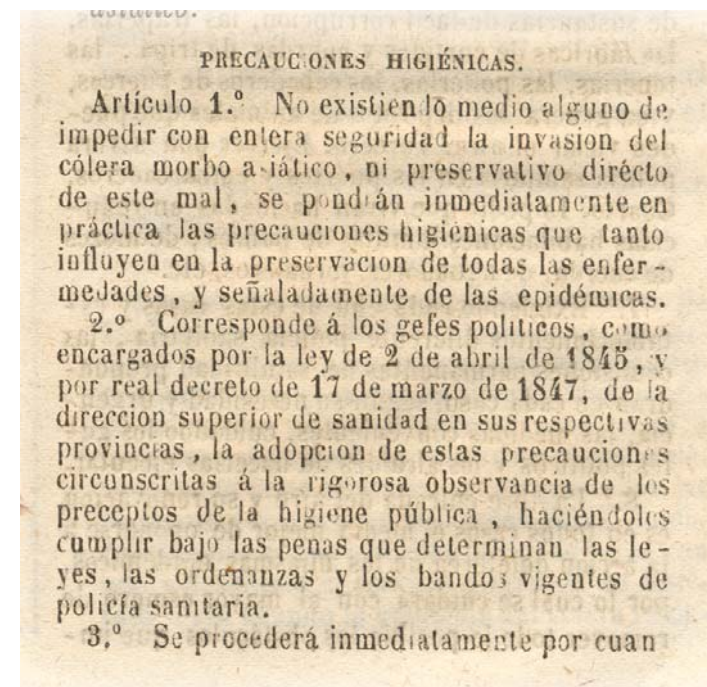 asiático.
PRECAUCIONES HIGIÉNICAS.
Artículo 1.º No existiendo medio alguno de
impedir con entera seguridad la invasion del
cólera morbo asiático, ni preservativo dirécto
de este mal, se pondrán inmediatamente en
práctica las precauciones higiénicas que tanto
influyen en la preservacion de todas las enfer-
medades, y señaladamente de las epidémicas.
2.º Corresponde á los gefes politicos, como
encargados por la ley de 2 de abril de 1845, y
por real decreto de 17 de marzo de 1847, de la
direccion superior de sanidad en sus respectivas
provincias, la adopcion de estas precauciones
circunscritas á la rigorosa observancia de los
preceptos de la higiene pública, haciéndoles
cumplir bajo las penas que determinan las le-
yes, las ordenanzas y los bandos vigentes de
policía sanitaria.
3.º Se procederá inmediatamente por cuan